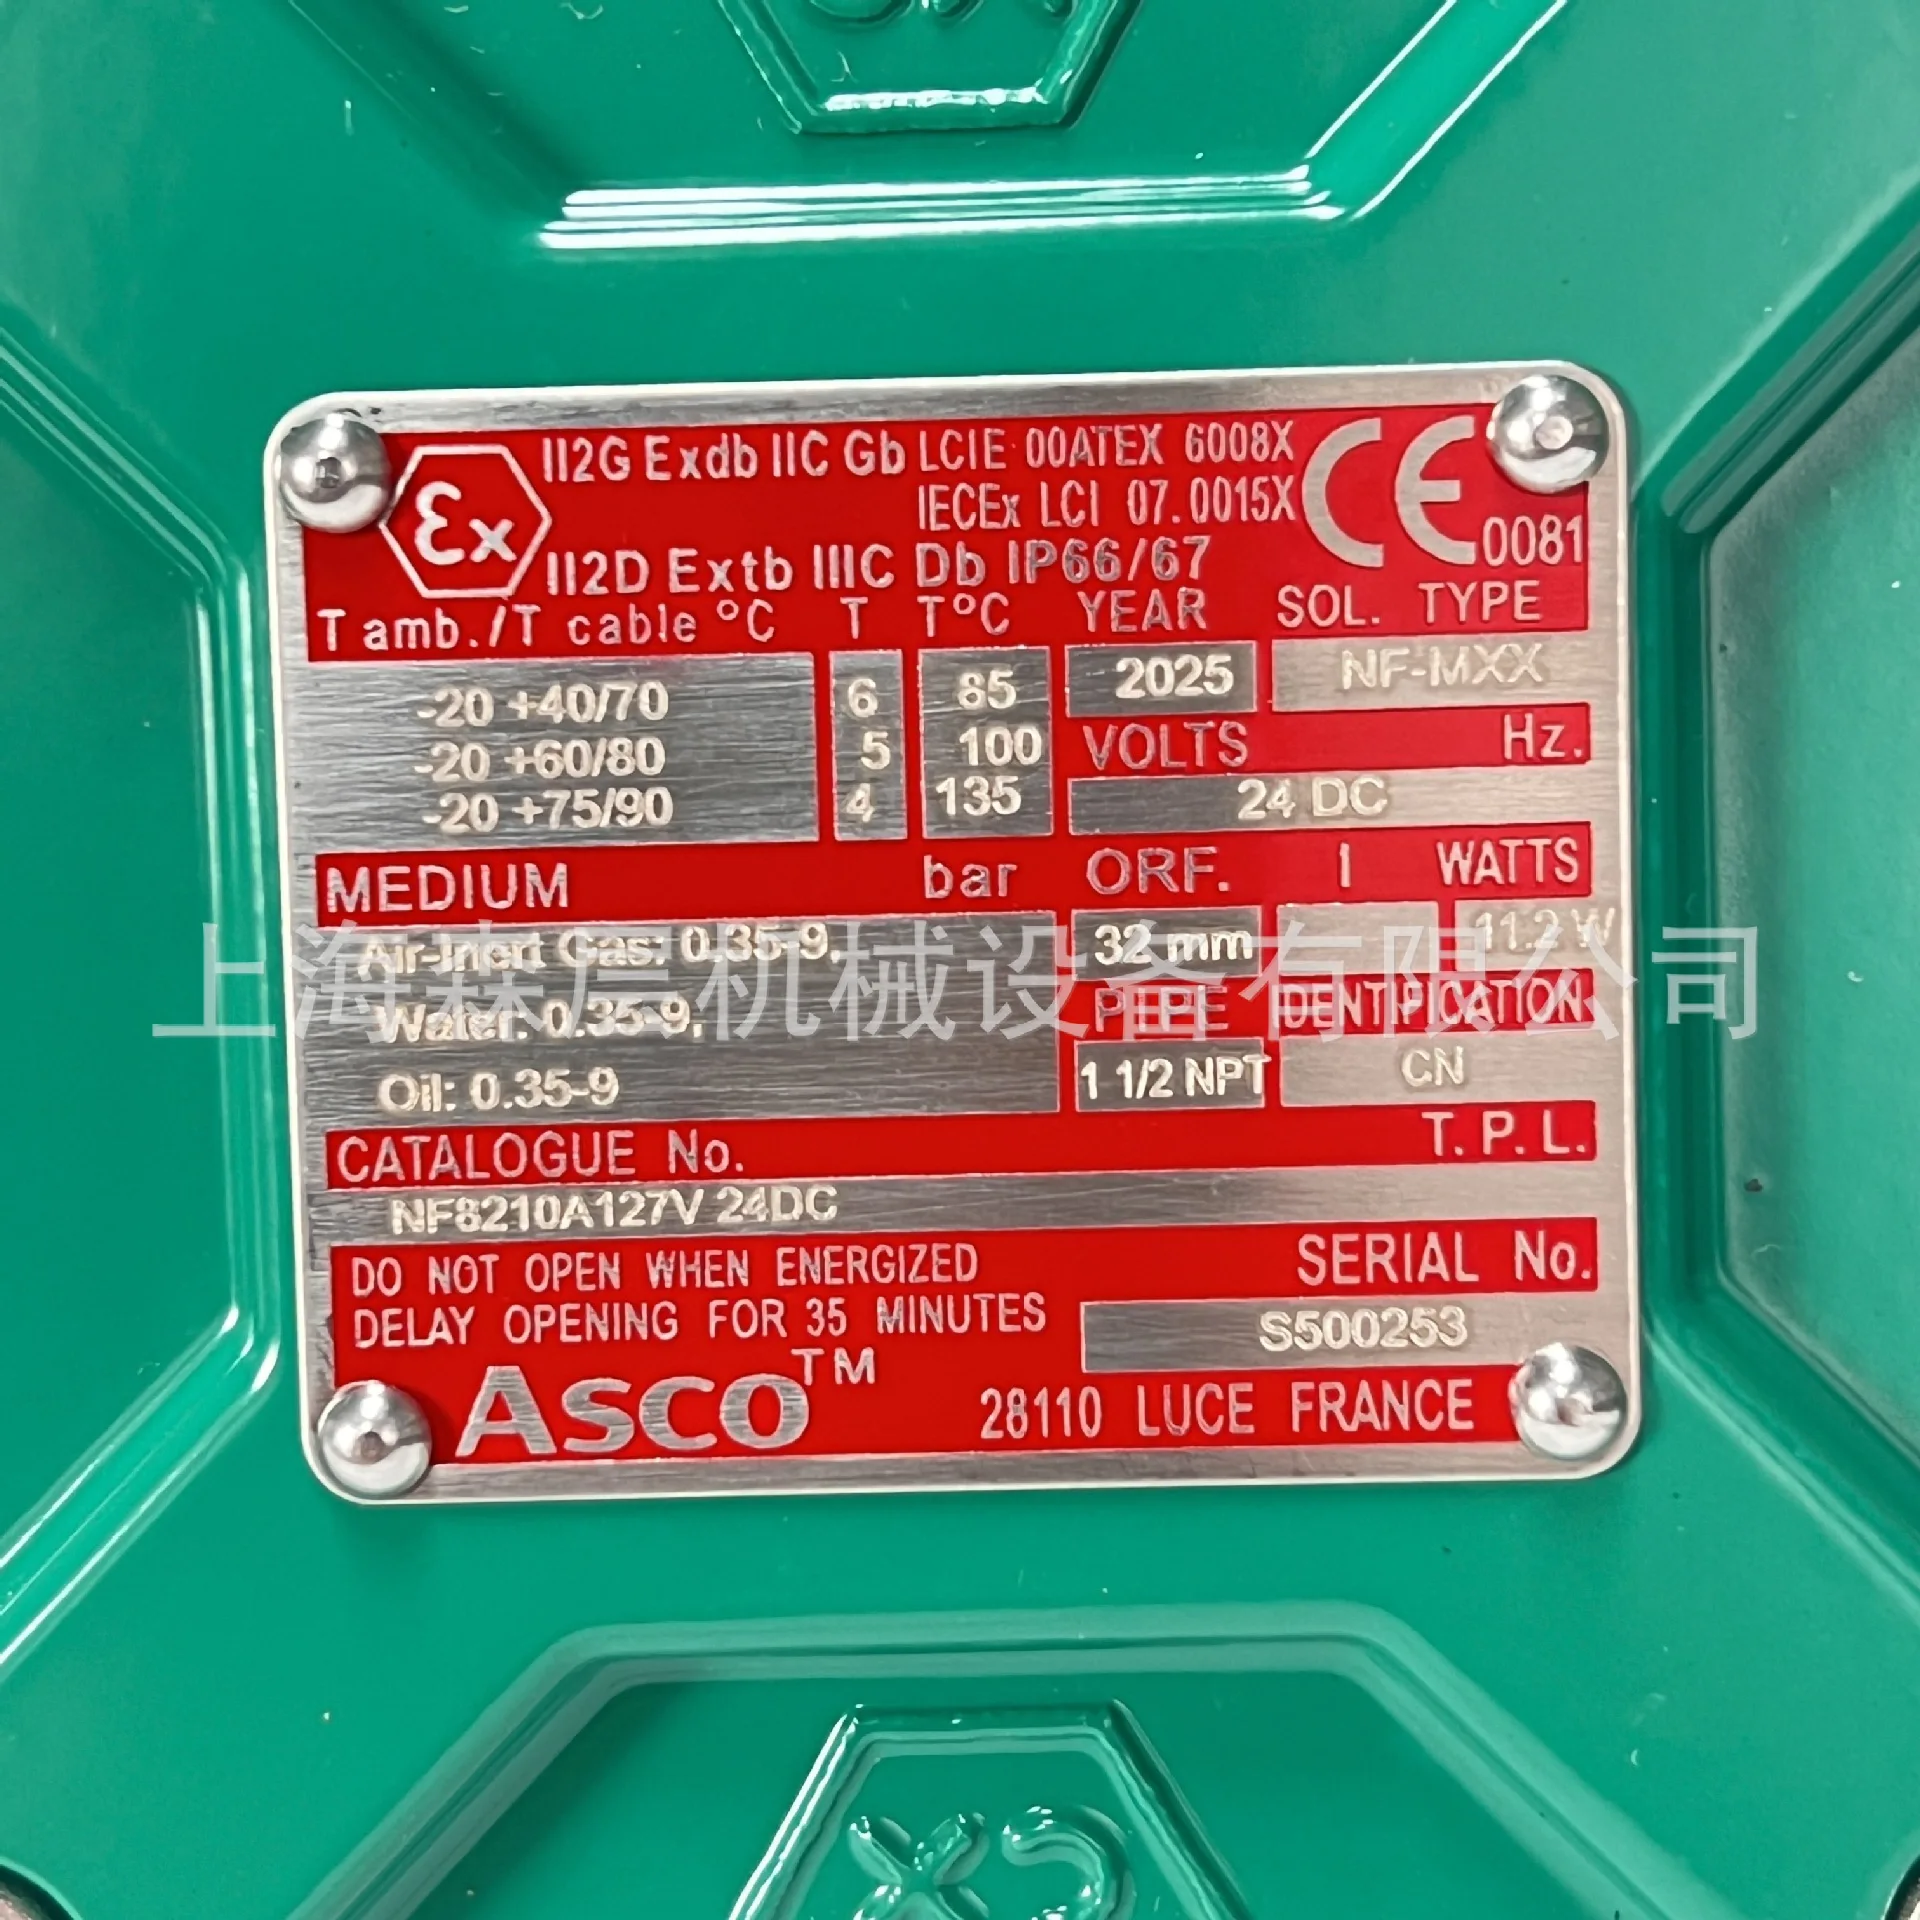 II2G Exdb IIC Gb LCIE 00ATEX 6008X
IECEx LCI 07.0015X
Ex
CE 0081
II2D Extb IIIC Db IP66/67
T amb./T cable °C T T°C YEAR SOL. TYPE
-20 +40/70 6 85 2025 NF-MXX
-20 +60/80 5 100 VOLTS Hz.
-20 +75/90 4 135 24 DC
MEDIUM bar ORF. I WATTS
Air-Inert Gas: 0.35-9, 32 mm 11.2 W
上海森层机械设备有限公司
Water: 0.35-9, PIPE IDENTIFICATION
Oil: 0.35-9 1 1/2 NPT CN
CATALOGUE No. T.P.L.
NF8210A127V 24DC
DO NOT OPEN WHEN ENERGIZED SERIAL No.
DELAY OPENING FOR 35 MINUTES S500253
ASCO™ 28110 LUCE FRANCE